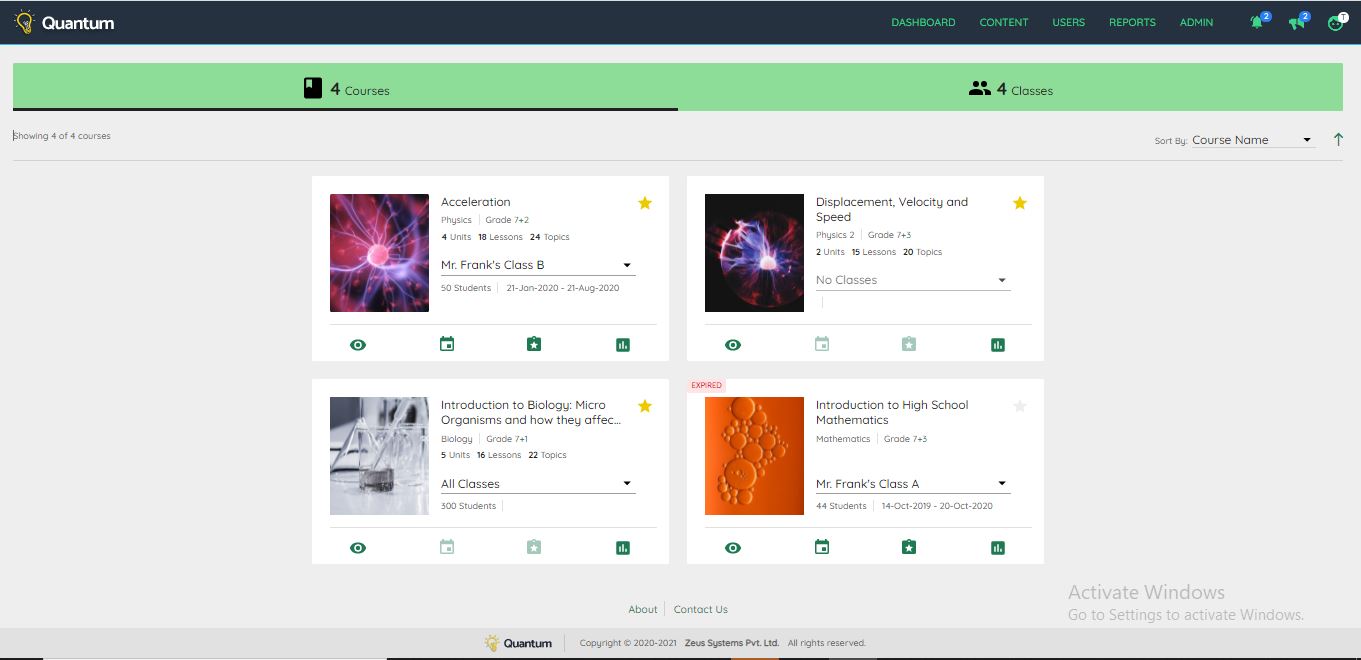 Quantum
DASHBOARD CONTENT USERS REPORTS ADMIN 2 2 T
4 Courses
4 Classes
Showing 4 of 4 courses
Sort By: Course Name
Acceleration
Physics Grade 7+2
4 Units 18 Lessons 24 Topics
Mr. Frank's Class B
50 Students 21-Jan-2020 - 21-Aug-2020
Displacement, Velocity and
Speed
Physics 2 Grade 7+3
2 Units 15 Lessons 20 Topics
No Classes
Introduction to Biology: Micro
Organisms and how they affec...
Biology Grade 7+1
5 Units 16 Lessons 22 Topics
All Classes
300 Students
EXPIRED
Introduction to High School
Mathematics
Mathematics Grade 7+3
Mr. Frank's Class A
44 Students 14-Oct-2019 - 20-Oct-2020
Activate Windows
Go to Settings to activate Windows.
About Contact Us
Quantum Copyright © 2020-2021 Zeus Systems Pvt. Ltd. All rights reserved.